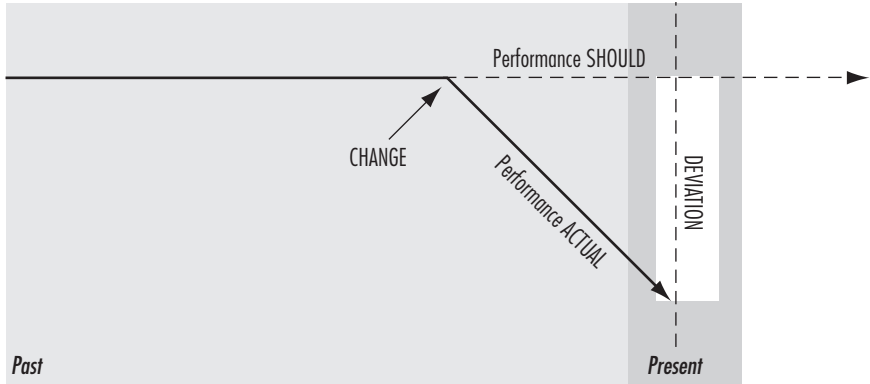 Performance SHOULD
CHANGE
Performance ACTUAL
DEVIATION
Past
Present